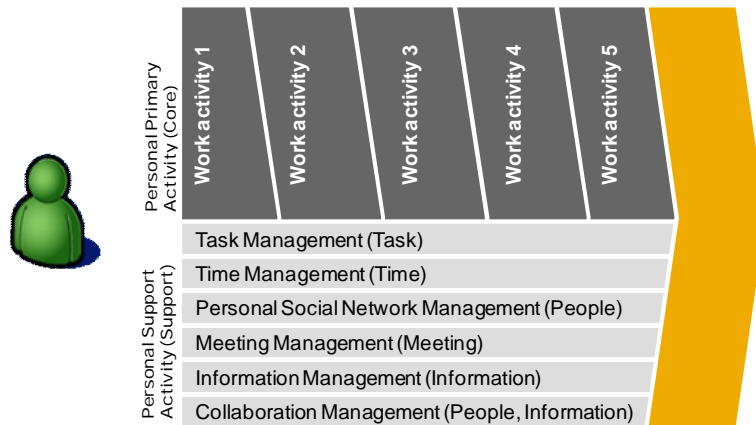 Personal Primary
Activity (Core)
Work activity 1
Work activity 2
Work activity 3
Work activity 4
Work activity 5
Personal Support
Activity (Support)
Task Management (Task)
Time Management (Time)
Personal Social Network Management (People)
Meeting Management (Meeting)
Information Management (Information)
Collaboration Management (People, Information)